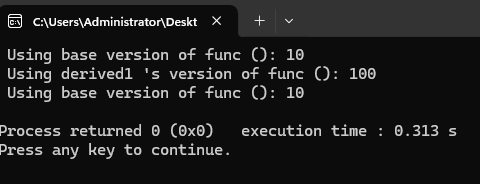 C:\Users\Administrator\Deskt
Using base version of func (): 10
Using derived1 's version of func (): 100
Using base version of func (): 10
Process returned 0 (0x0)   execution time : 0.313 s
Press any key to continue.